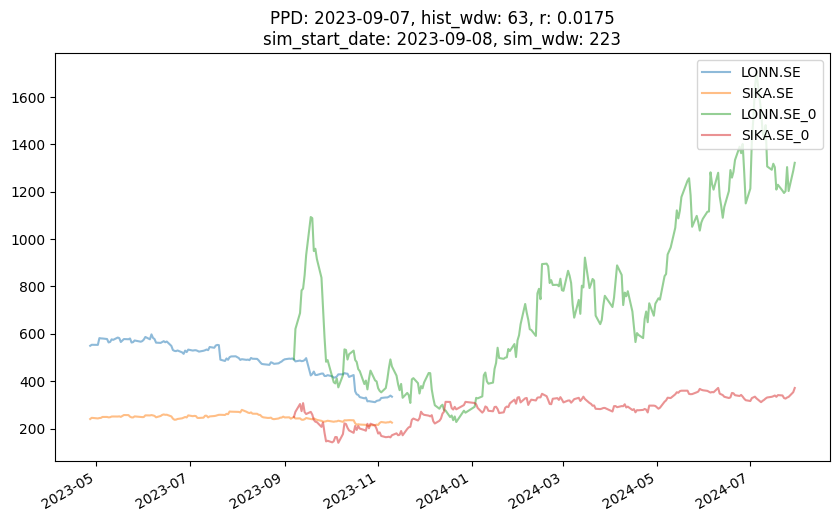 PPD: 2023-09-07, hist_wdw: 63, r: 0.0175
sim_start_date: 2023-09-08, sim_wdw: 223
LONN.SE
SIKA.SE
LONN.SE_0
SIKA.SE_0
1600
1400
1200
1000
800
600
400
200
2023-05
2023-07
2023-09
2023-11
2024-01
2024-03
2024-05
2024-07